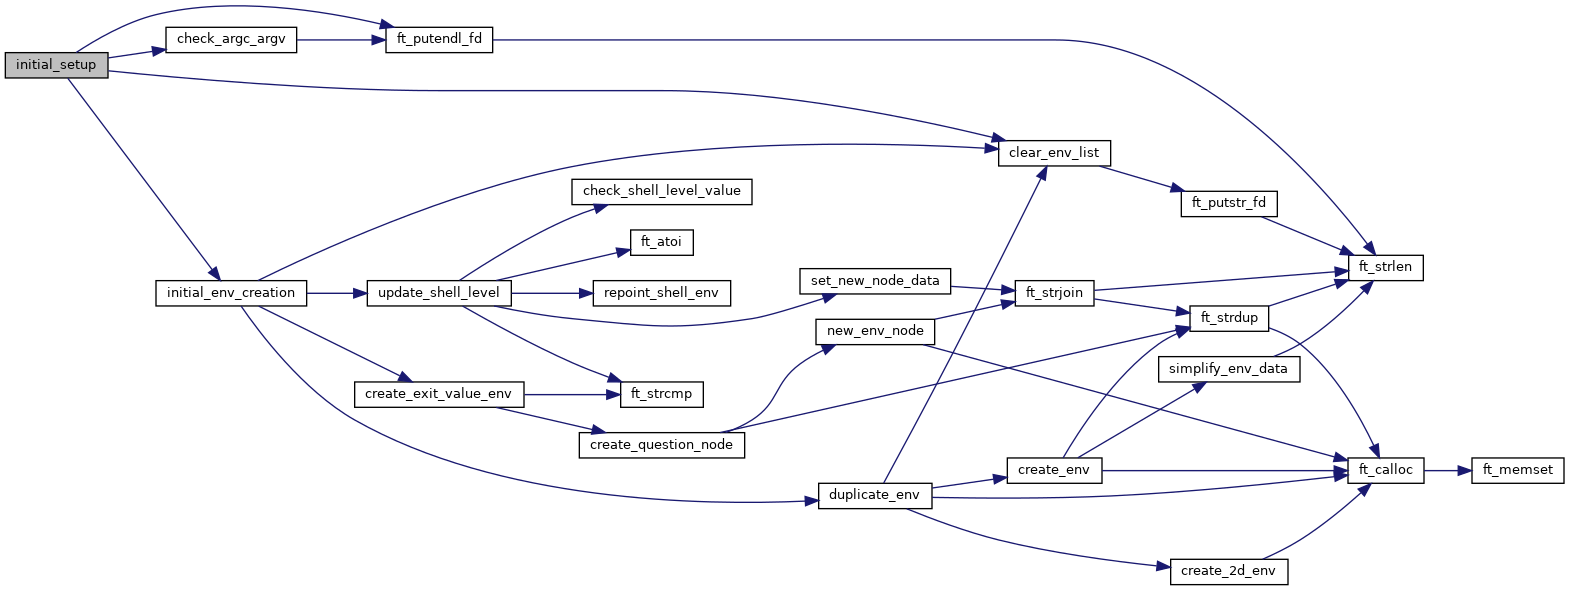 initial_setup
check_argc_argv
ft_putendl_fd
clear_env_list
check_shell_level_value
ft_putstr_fd
ft_atoi
ft_strlen
initial_env_creation
update_shell_level
repoint_shell_env
set_new_node_data
ft_strjoin
new_env_node
ft_strdup
simplify_env_data
create_exit_value_env
ft_strcmp
create_question_node
create_env
ft_calloc
ft_memset
duplicate_env
create_2d_env